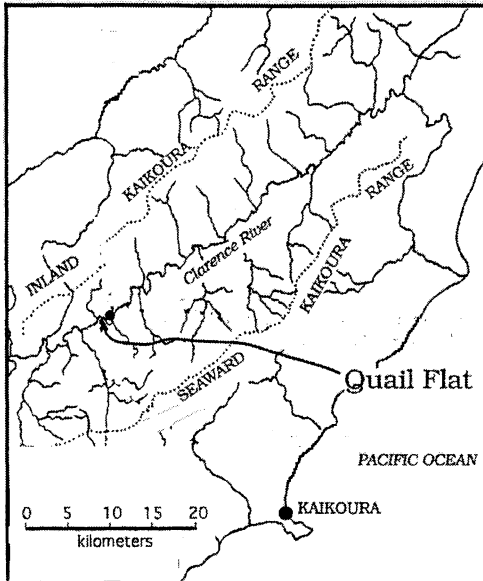 INLAND KAIKOURA RANGE
Clarence River
SEAWARD KAIKOURA RANGE
Quail Flat
PACIFIC OCEAN
KAIKOURA
0 5 10 15 20
kilometers